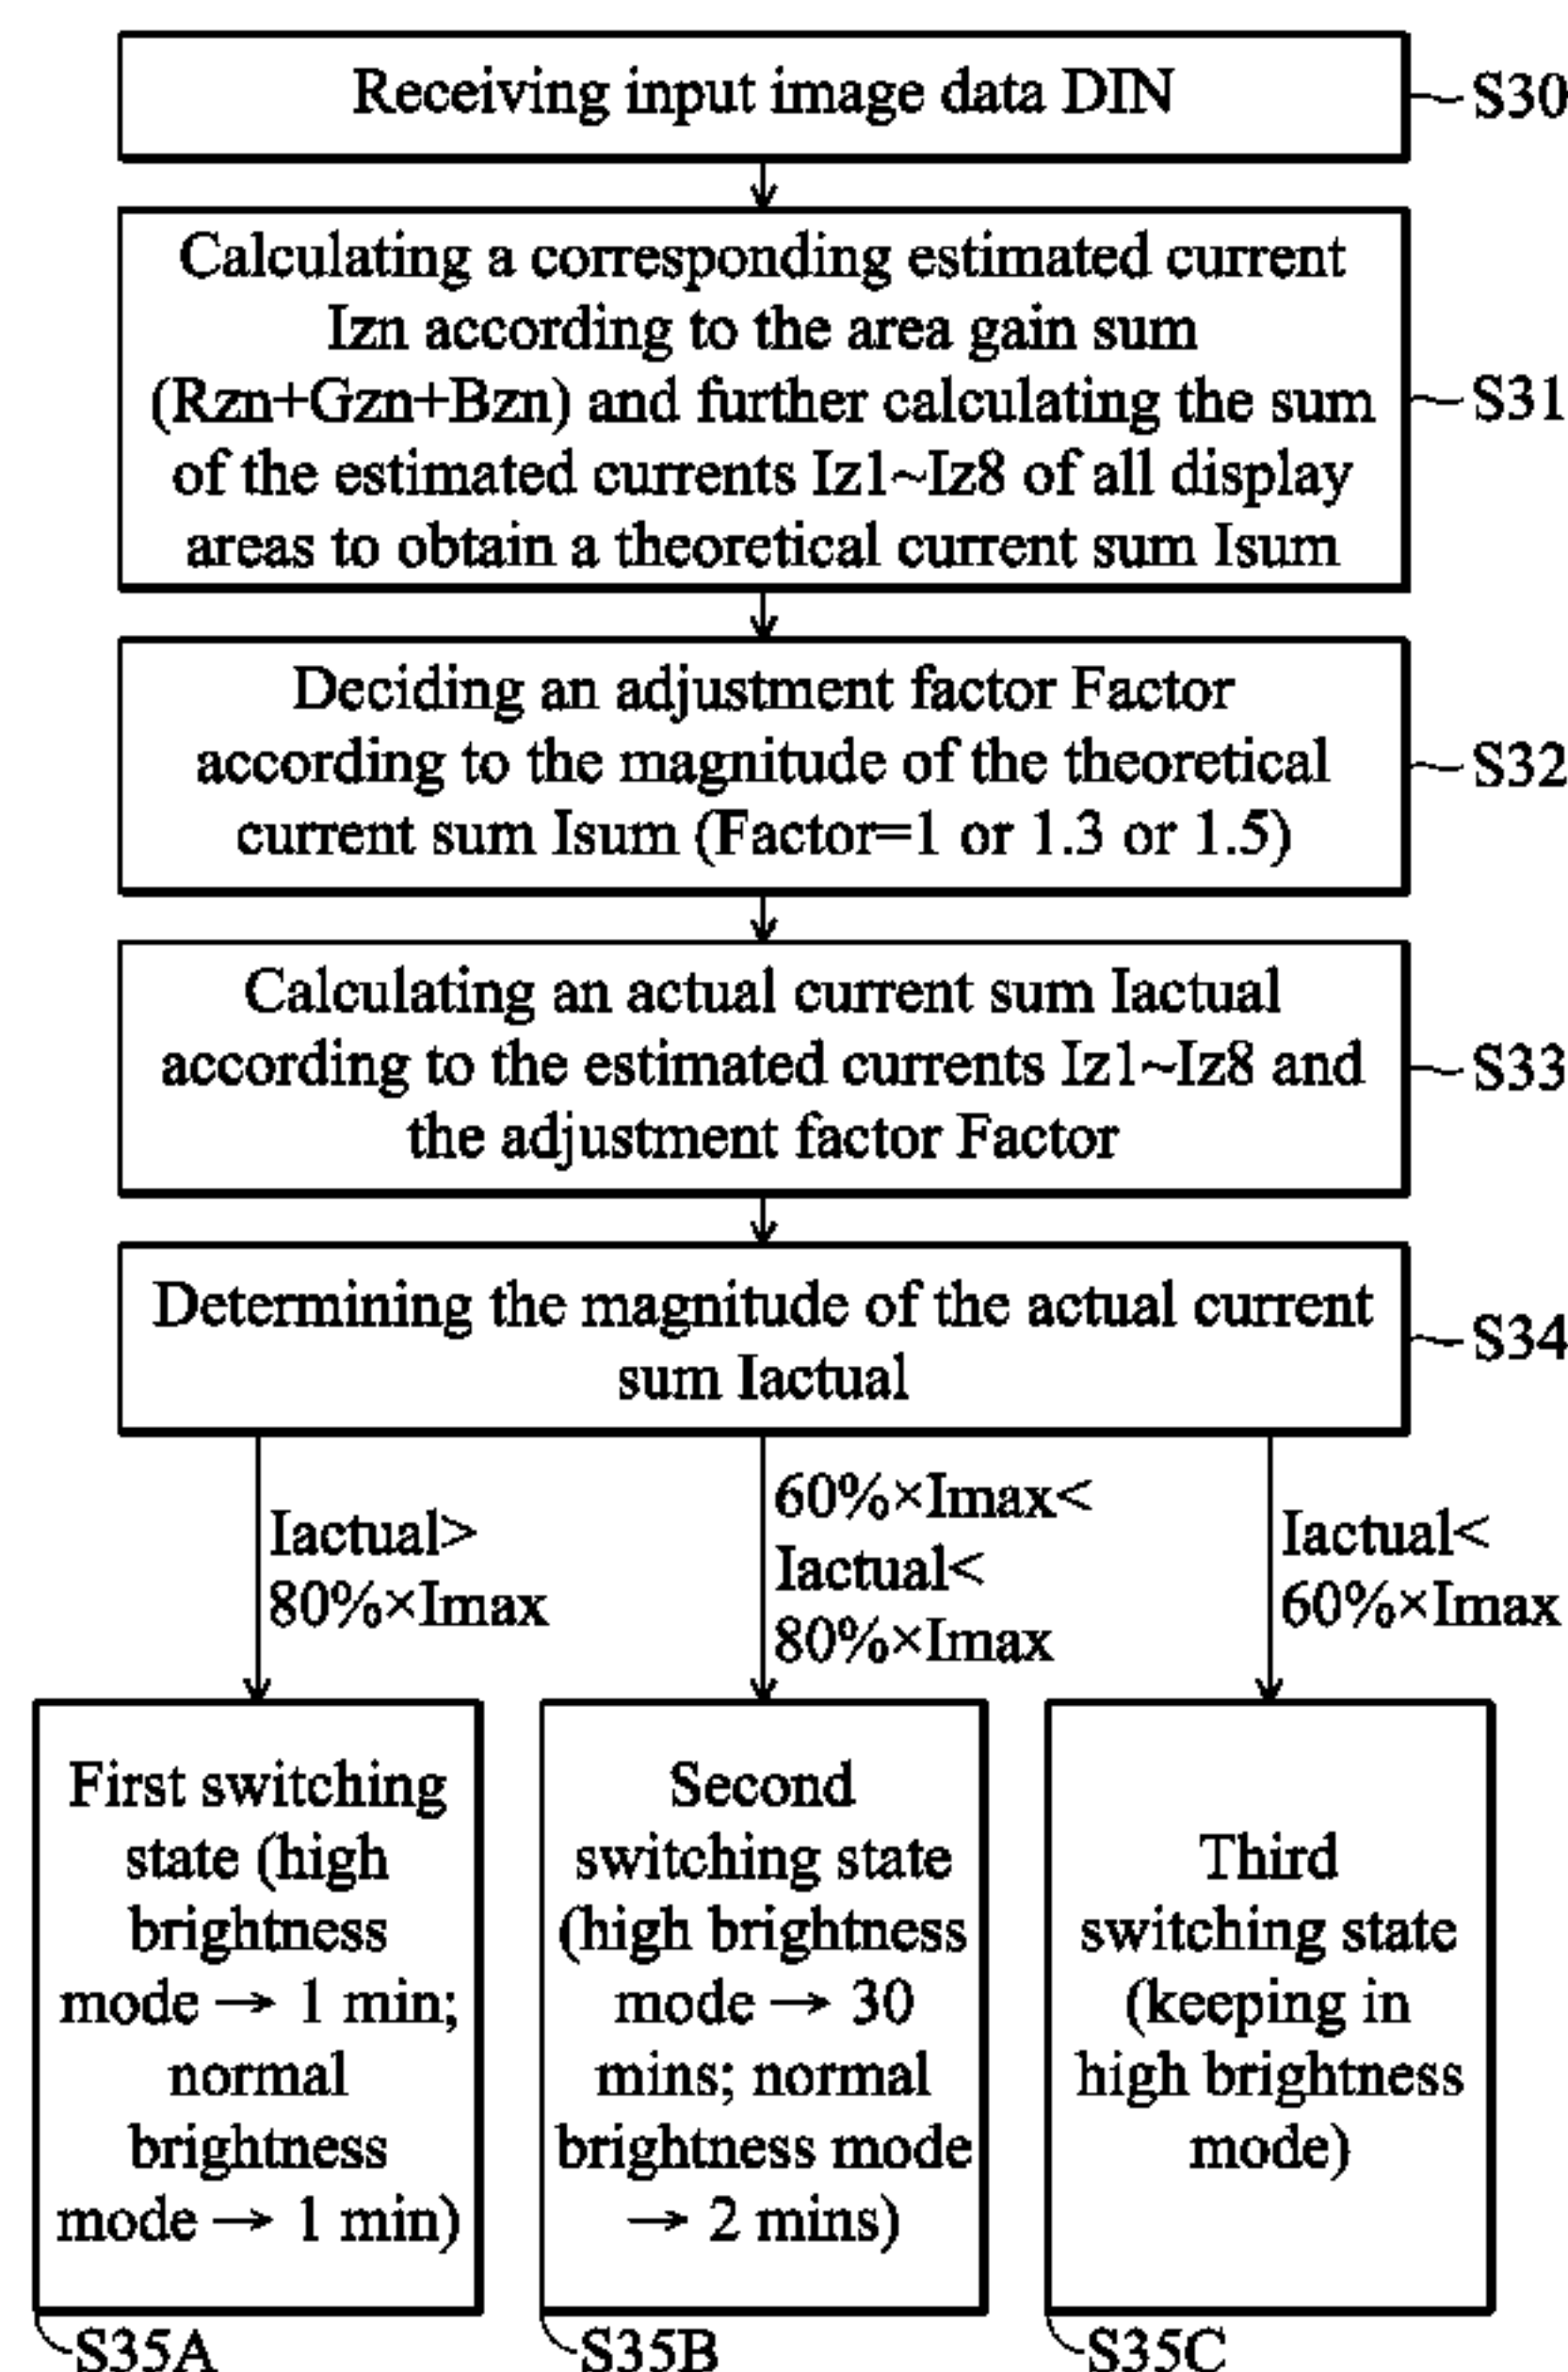 Receiving input image data DIN
S30
Calculating a corresponding estimated current
Izn according to the area gain sum
(Rzn+Gzn+Bzn) and further calculating the sum
of the estimated currents Iz1~Iz8 of all display
areas to obtain a theoretical current sum Isum
S31
Deciding an adjustment factor Factor
according to the magnitude of the theoretical
current sum Isum (Factor=1 or 1.3 or 1.5)
S32
Calculating an actual current sum Iactual
according to the estimated currents Iz1~Iz8 and
the adjustment factor Factor
S33
Determining the magnitude of the actual current
sum Iactual
S34
Iactual>
80%×Imax
60%×Imax<
Iactual<
80%×Imax
Iactual<
60%×Imax
First switching
state (high
brightness
mode → 1 min;
normal
brightness
mode → 1 min)
S35A
Second
switching state
(high brightness
mode → 30
mins; normal
brightness mode
→ 2 mins)
S35B
Third
switching state
(keeping in
high brightness
mode)
S35C